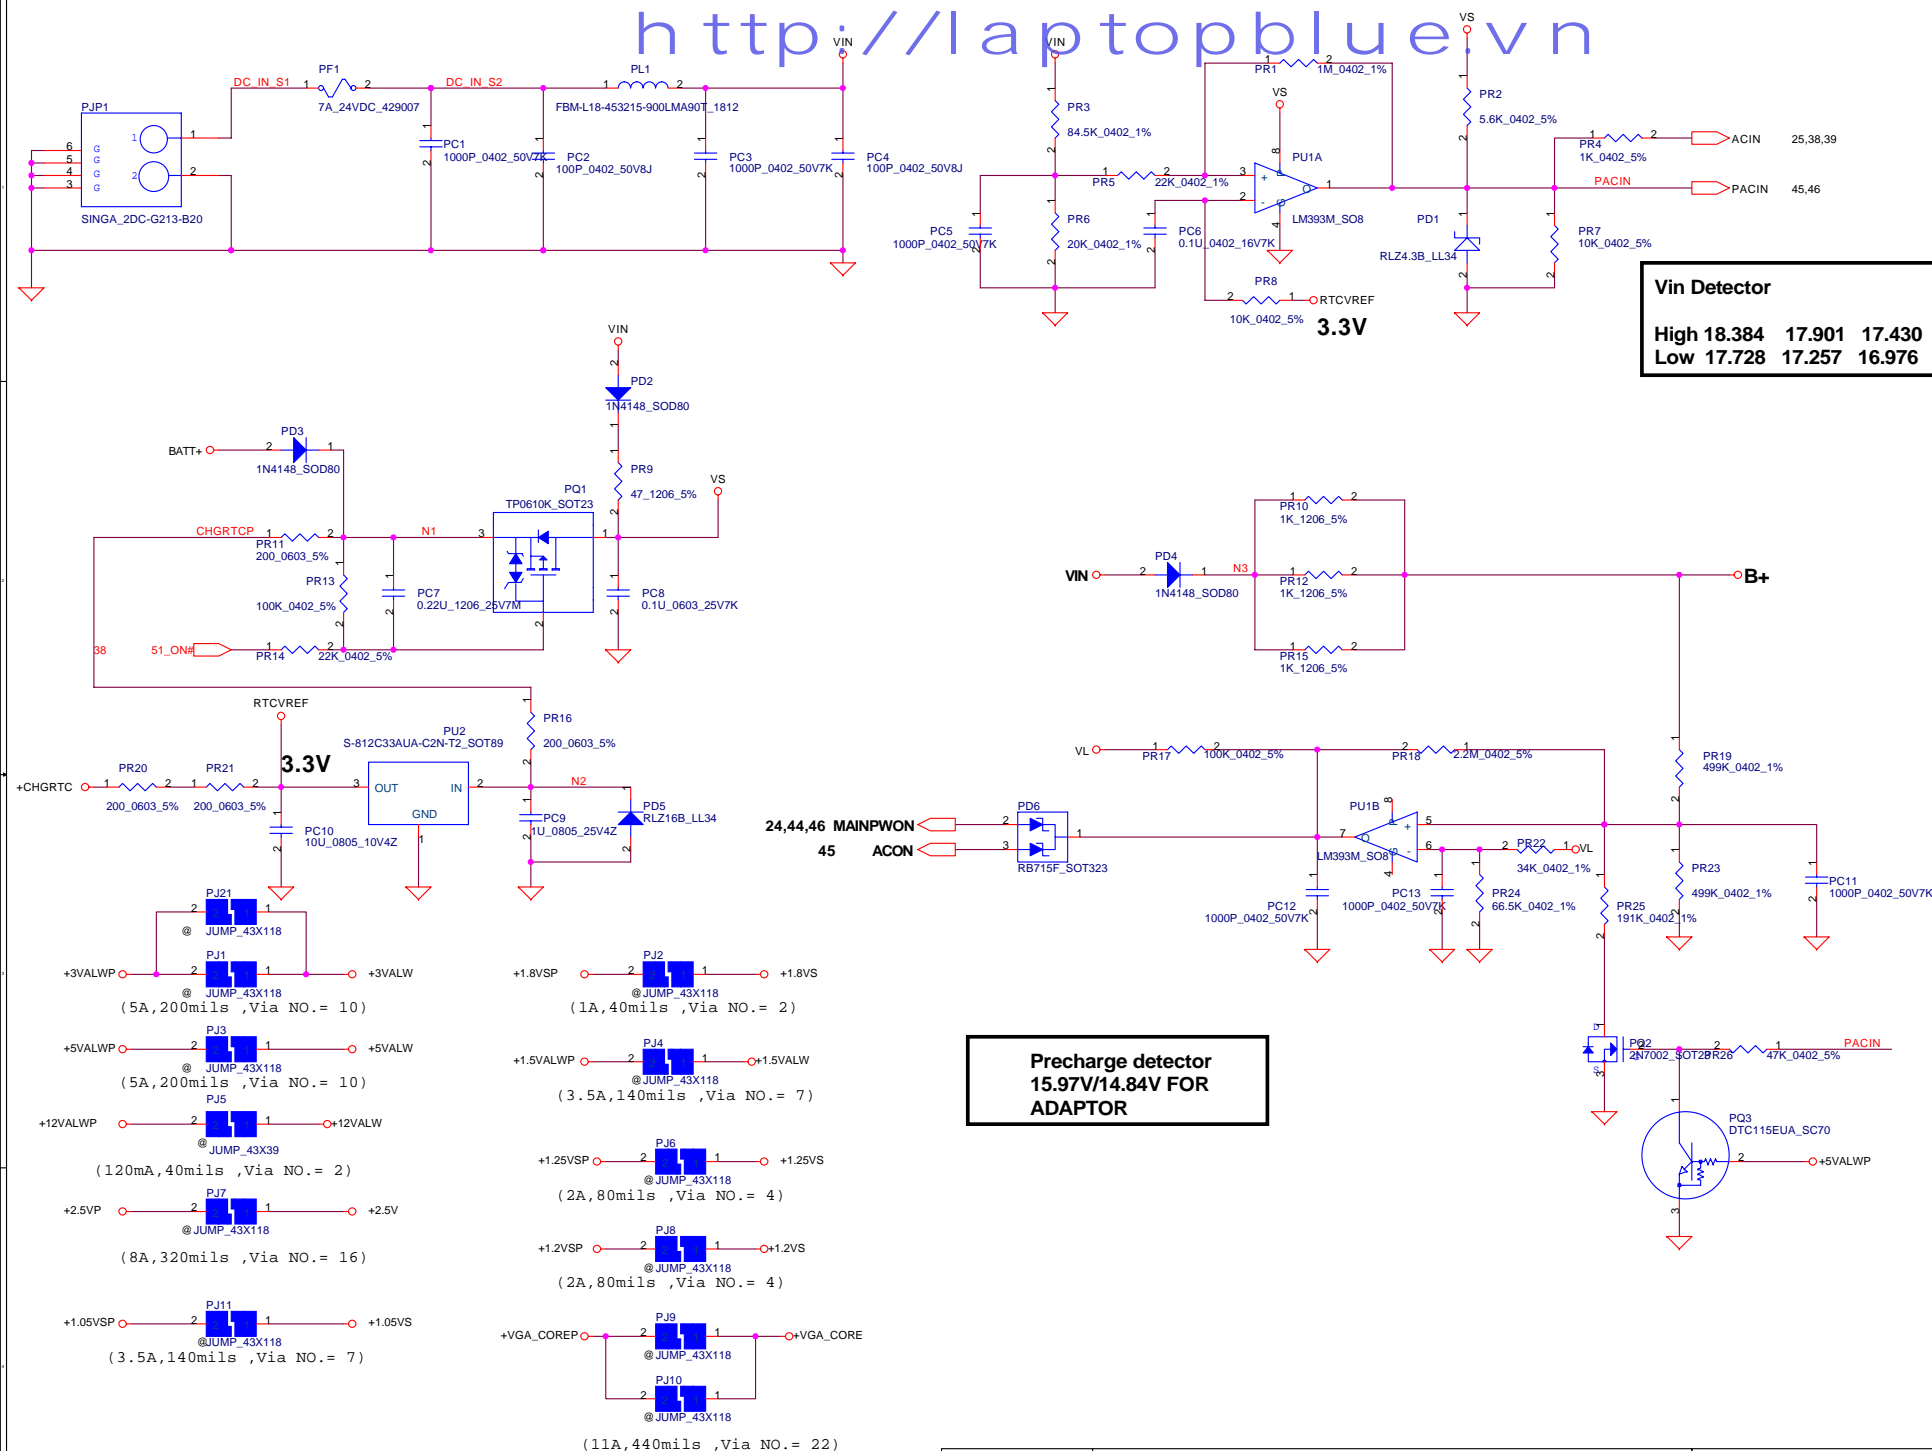 http://laptopblue.vn
VIN
VIN
VS
PJP1
DC_IN_S1
PF1
7A_24VDC_429007
DC_IN_S2
PL1
FBM-L18-453215-900LMA90T_1812
PC1
1000P_0402_50V7K
PC2
100P_0402_50V8J
PC3
1000P_0402_50V7K
PC4
100P_0402_50V8J
SINGA_2DC-G213-B20
PR1
1M_0402_1%
VS
PR3
84.5K_0402_1%
PR2
5.6K_0402_5%
PR4
1K_0402_5%
ACIN 25,38,39
PU1A
LM393M_SO8
PR5
22K_0402_1%
PACIN
PACIN 45,46
PC5
1000P_0402_50V7K
PR6
20K_0402_1%
PC6
0.1U_0402_16V7K
PD1
RLZ4.3B_LL34
PR7
10K_0402_5%
PR8
10K_0402_5%
RTCVREF
3.3V
Vin Detector
High 18.384 17.901 17.430
Low 17.728 17.257 16.976
VIN
PD2
1N4148_SOD80
PD3
BATT+
1N4148_SOD80
PR9
47_1206_5%
VS
PQ1
TP0610K_SOT23
CHGRTCP
PR11
200_0603_5%
N1
PR13
100K_0402_5%
PC7
0.22U_1206_25V7M
PC8
0.1U_0603_25V7K
38
51_ON#
PR14
22K_0402_5%
VIN
PD4
1N4148_SOD80
N3
PR10
1K_1206_5%
PR12
1K_1206_5%
PR15
1K_1206_5%
B+
RTCVREF
3.3V
PU2
S-812C33AUA-C2N-T2_SOT89
OUT
IN
GND
PR16
200_0603_5%
+CHGRTC
PR20
200_0603_5%
PR21
200_0603_5%
PC10
10U_0805_10V4Z
N2
PC9
1U_0805_25V4Z
PD5
RLZ16B_LL34
VL
PR17
100K_0402_5%
PR18
2.2M_0402_5%
PR19
499K_0402_1%
24,44,46 MAINPWON
45 ACON
PD6
RB715F_SOT323
PU1B
LM393M_SO8
PR22
34K_0402_1%
VL
PR23
499K_0402_1%
PC11
1000P_0402_50V7K
PC12
1000P_0402_50V7K
PC13
1000P_0402_50V7K
PR24
66.5K_0402_1%
PR25
191K_0402_1%
PJ21
JUMP_43X118
+3VALWP
PJ1
JUMP_43X118
+3VALW
(5A,200mils ,Via NO.= 10)
+5VALWP
PJ3
JUMP_43X118
+5VALW
(5A,200mils ,Via NO.= 10)
+12VALWP
PJ5
JUMP_43X39
+12VALW
(120mA,40mils ,Via NO.= 2)
+2.5VP
PJ7
@JUMP_43X118
+2.5V
(8A,320mils ,Via NO.= 16)
+1.05VSP
PJ11
@JUMP_43X118
+1.05VS
(3.5A,140mils ,Via NO.= 7)
+1.8VSP
PJ2
@JUMP_43X118
+1.8VS
(1A,40mils ,Via NO.= 2)
+1.5VALWP
PJ4
@JUMP_43X118
+1.5VALW
(3.5A,140mils ,Via NO.= 7)
+1.25VSP
PJ6
@JUMP_43X118
+1.25VS
(2A,80mils ,Via NO.= 4)
+1.2VSP
PJ8
@JUMP_43X118
+1.2VS
(2A,80mils ,Via NO.= 4)
+VGA_COREP
PJ9
@JUMP_43X118
+VGA_CORE
PJ10
@JUMP_43X118
(11A,440mils ,Via NO.= 22)
Precharge detector
15.97V/14.84V FOR
ADAPTOR
PQ2
2N7002_SOT23
PR26
47K_0402_5%
PACIN
PQ3
DTC115EUA_SC70
+5VALWP